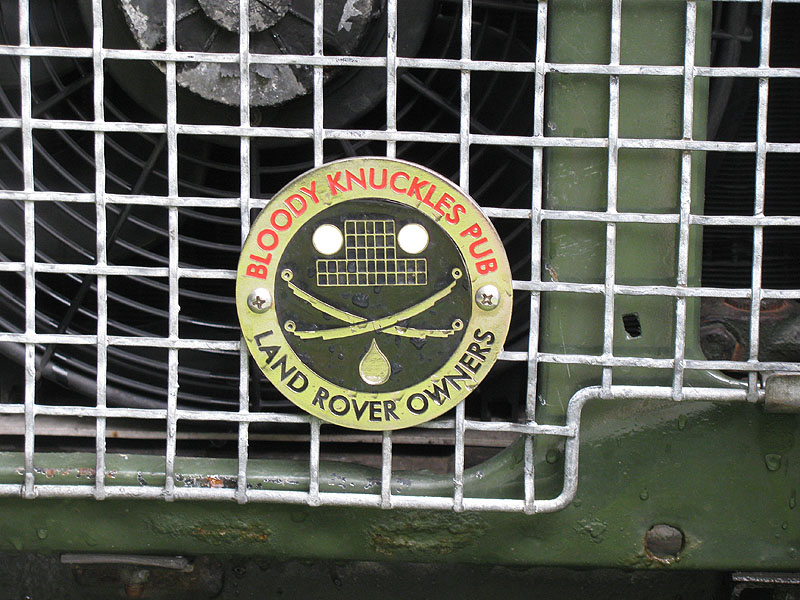 BLOODY KNUCKLES PUB
LAND ROVER OWNERS